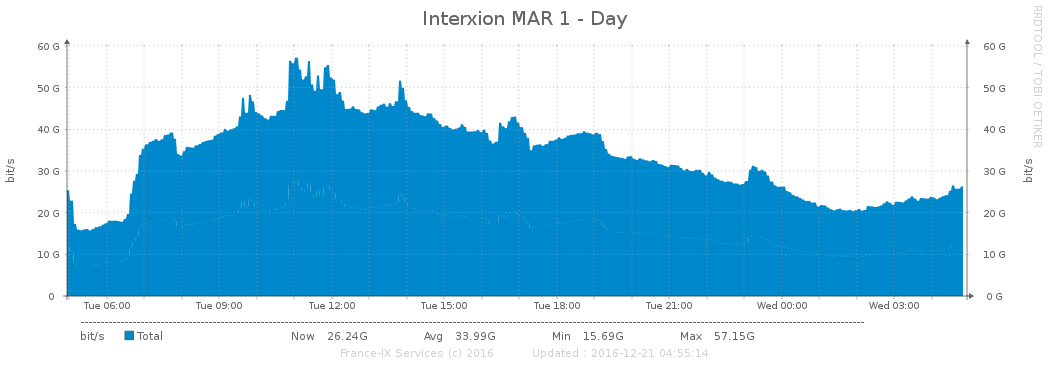 Interxion MAR 1 - Day
RRDTOOL / TOBI OETIKER
60 G 60 G
50 G 50 G
40 G 40 G
30 G 30 G
20 G 20 G
10 G 10 G
0 0 G
bit/s bit/s
Tue 06:00 Tue 09:00 Tue 12:00 Tue 15:00 Tue 18:00 Tue 21:00 Wed 00:00 Wed 03:00
bit/s Total Now 26.24G Avg 33.99G Min 15.69G Max 57.15G
France-IX Services (c) 2016 Updated : 2016-12-21 04:55:14